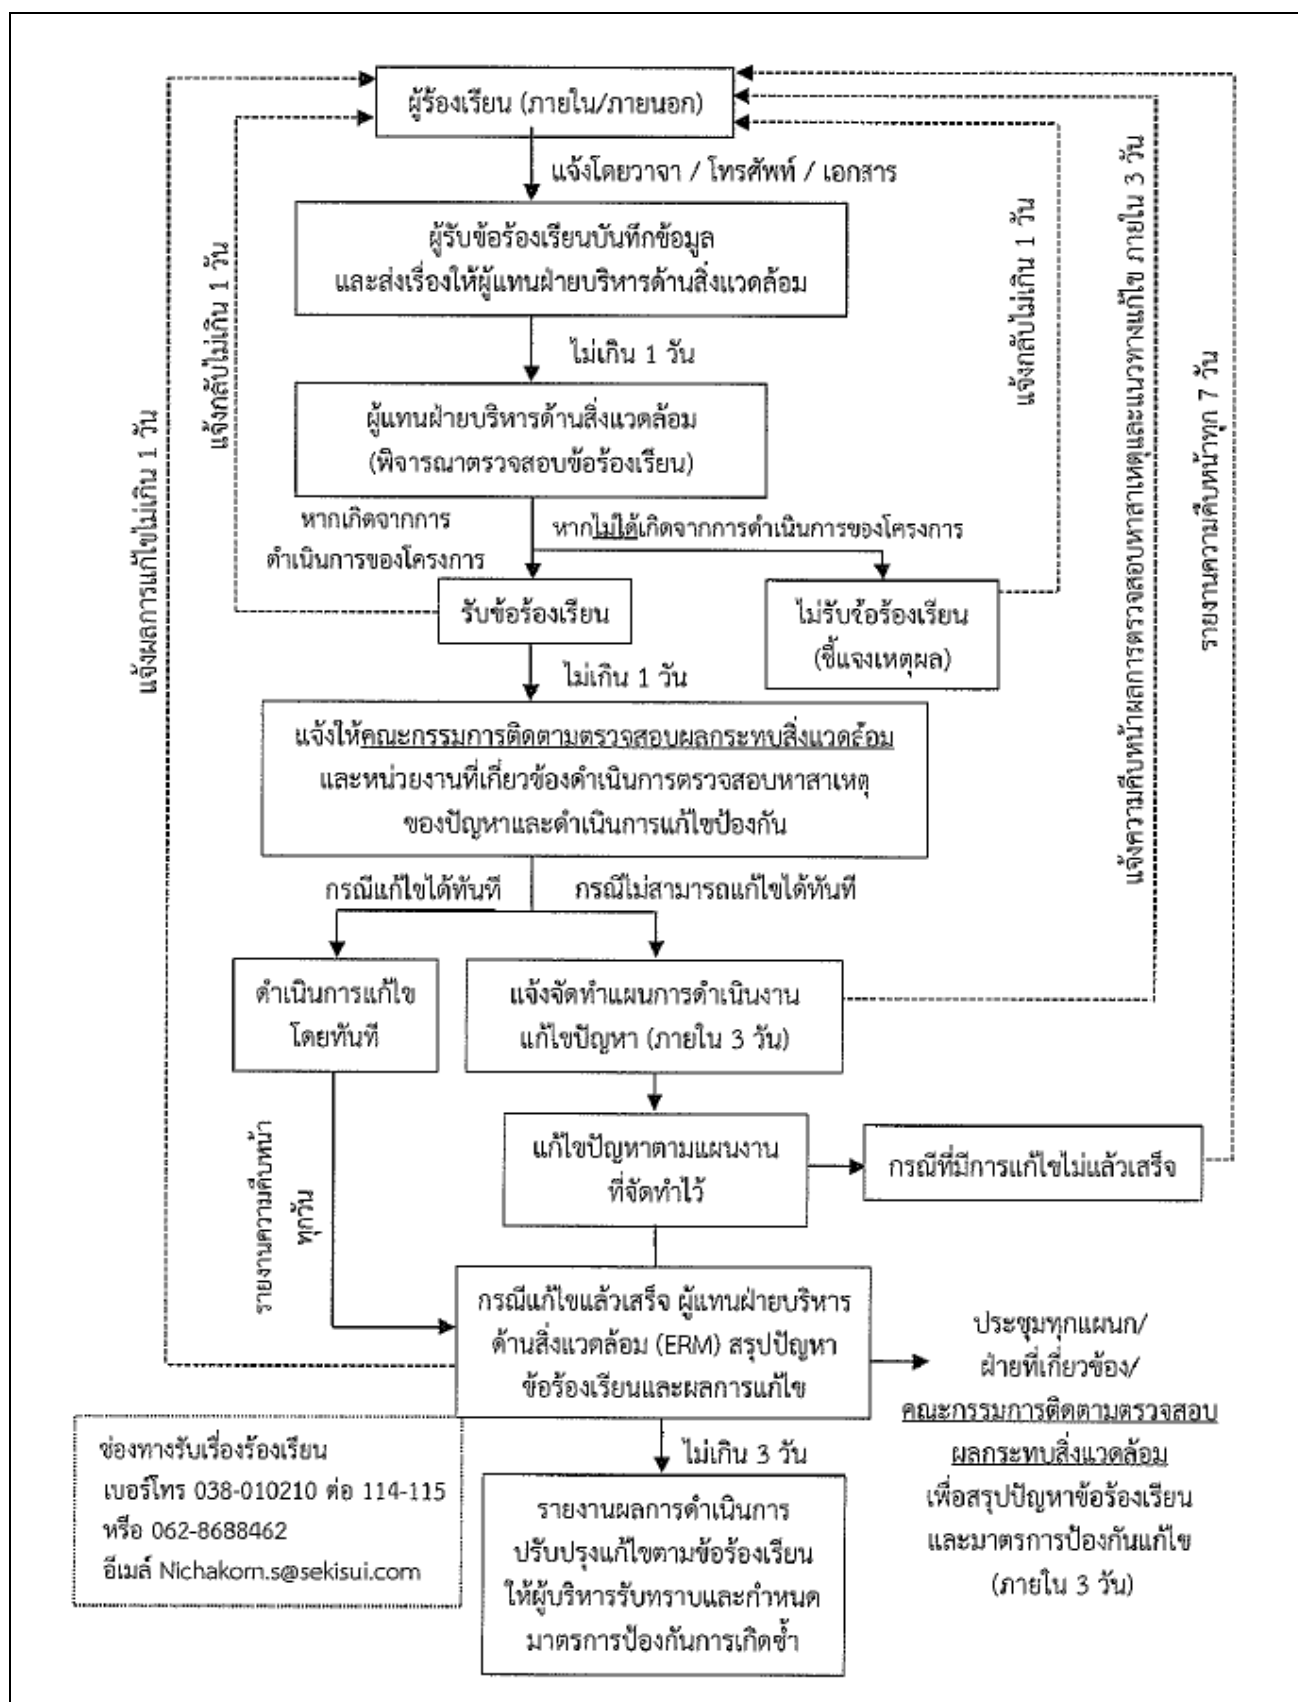 ผู้ร้องเรียน (ภายใน/ภายนอก)
แจ้งโดยวาจา / โทรศัพท์ / เอกสาร
ผู้รับข้อร้องเรียนบันทึกข้อมูล
และส่งเรื่องให้ผู้แทนฝ่ายบริหารด้านสิ่งแวดล้อม
ไม่เกิน 1 วัน
ผู้แทนฝ่ายบริหารด้านสิ่งแวดล้อม
(พิจารณาตรวจสอบข้อร้องเรียน)
หากเกิดจากการ
ดำเนินการของโครงการ
หากไม่ได้เกิดจากการดำเนินการของโครงการ
รับข้อร้องเรียน
ไม่รับข้อร้องเรียน
(ชี้แจงเหตุผล)
แจ้งกลับไม่เกิน 1 วัน
แจ้งกลับไม่เกิน 1 วัน
ไม่เกิน 1 วัน
แจ้งให้คณะกรรมการติดตามตรวจสอบผลกระทบสิ่งแวดล้อม
และหน่วยงานที่เกี่ยวข้องดำเนินการตรวจสอบหาสาเหตุ
ของปัญหาและดำเนินการแก้ไขป้องกัน
กรณีแก้ไขได้ทันที
กรณีไม่สามารถแก้ไขได้ทันที
ดำเนินการแก้ไข
โดยทันที
แจ้งจัดทำแผนการดำเนินงาน
แก้ไขปัญหา (ภายใน 3 วัน)
แจ้งความคืบหน้าผลการตรวจสอบหาสาเหตุและแนวทางแก้ไข ภายใน 3 วัน
แก้ไขปัญหาตามแผนงาน
ที่จัดทำไว้
กรณีที่มีการแก้ไขไม่แล้วเสร็จ
รายงานความคืบหน้าทุก 7 วัน
รายงานความคืบหน้า
ทุกวัน
กรณีแก้ไขแล้วเสร็จ ผู้แทนฝ่ายบริหาร
ด้านสิ่งแวดล้อม (ERM) สรุปปัญหา
ข้อร้องเรียนและผลการแก้ไข
แจ้งผลการแก้ไขไม่เกิน 1 วัน
ประชุมทุกแผนก/
ฝ่ายที่เกี่ยวข้อง/
คณะกรรมการติดตามตรวจสอบ
ผลกระทบสิ่งแวดล้อม
เพื่อสรุปปัญหาข้อร้องเรียน
และมาตรการป้องกันแก้ไข
(ภายใน 3 วัน)
ไม่เกิน 3 วัน
รายงานผลการดำเนินการ
ปรับปรุงแก้ไขตามข้อร้องเรียน
ให้ผู้บริหารรับทราบและกำหนด
มาตรการป้องกันการเกิดซ้ำ
ช่องทางรับเรื่องร้องเรียน
เบอร์โทร 038-010210 ต่อ 114-115
หรือ 062-8688462
อีเมล์ Nichakorn.s@sekisui.com